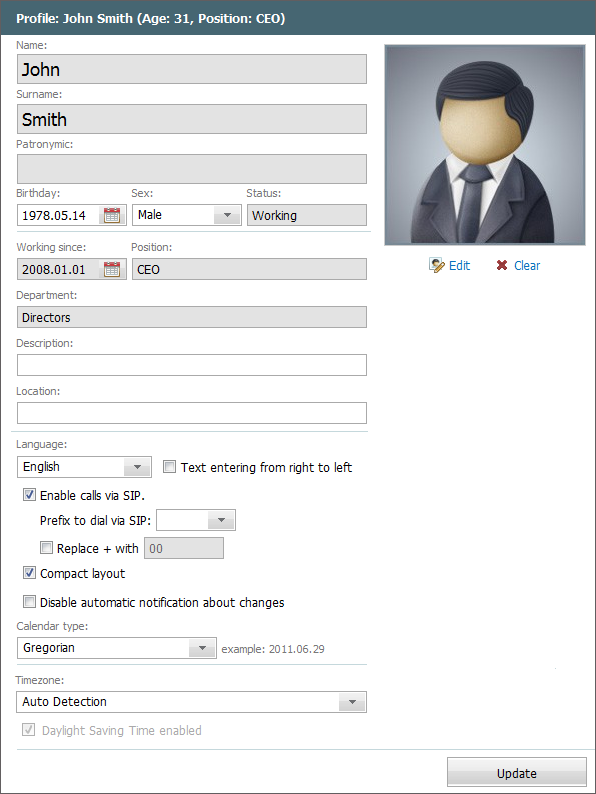 Profile: John Smith (Age: 31, Position: CEO)
Name:
John
Surname:
Smith
Patronymic:
Birthday: Sex: Status:
1978.05.14 Male Working
Working since: Position:
2008.01.01 CEO
Edit Clear
Department:
Directors
Description:
Location:
Language:
English Text entering from right to left
Enable calls via SIP.
Prefix to dial via SIP:
Replace + with 00
Compact layout
Disable automatic notification about changes
Calendar type:
Gregorian example: 2011.06.29
Timezone:
Auto Detection
Daylight Saving Time enabled
Update